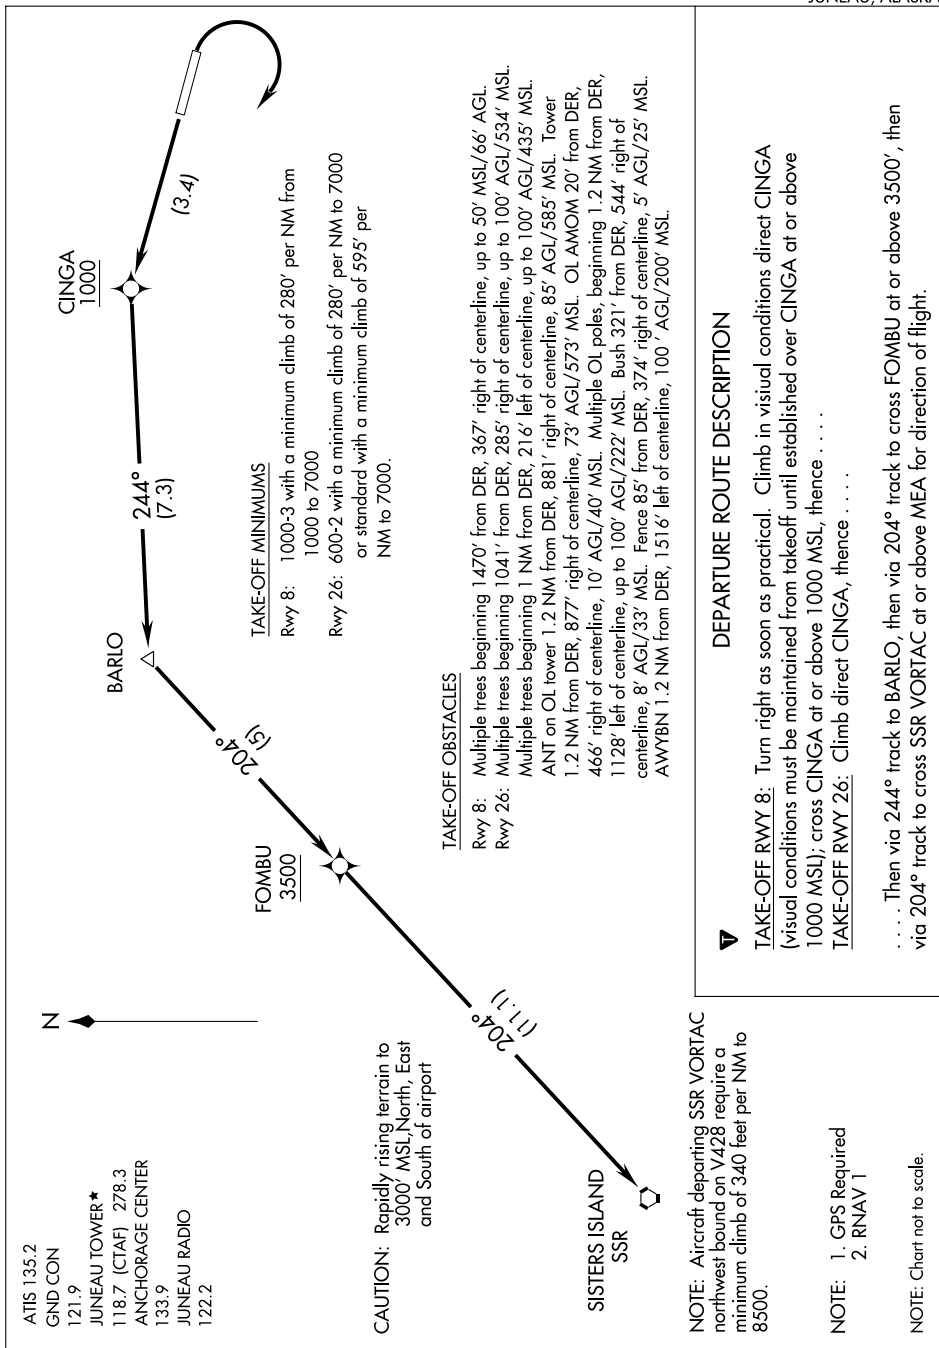 JUNEAU, ALASKA
ATIS 135.2
GND CON
121.9
JUNEAU TOWER★
118.7 (CTAF) 278.3
ANCHORAGE CENTER
133.9
JUNEAU RADIO
122.2
N
CINGA
1000
(3.4)
244°
(7.3)
BARLO
204°
(5)
FOMBU
3500
204°
(11.1)
SISTERS ISLAND
SSR
TAKE-OFF MINIMUMS
Rwy 8: 1000-3 with a minimum climb of 280' per NM from
1000 to 7000
Rwy 26: 600-2 with a minimum climb of 280' per NM to 7000
or standard with a minimum climb of 595' per
NM to 7000.
CAUTION: Rapidly rising terrain to
3000' MSL,North, East
and South of airport
TAKE-OFF OBSTACLES
Rwy 8: Multiple trees beginning 1470' from DER, 367' right of centerline, up to 50' MSL/66' AGL.
Rwy 26: Multiple trees beginning 1041' from DER, 285' right of centerline, up to 100' AGL/534' MSL.
Multiple trees beginning 1 NM from DER, 216' left of centerline, up to 100' AGL/435' MSL.
ANT on OL tower 1.2 NM from DER, 881' right of centerline, 85' AGL/585' MSL. Tower
1.2 NM from DER, 877' right of centerline, 73' AGL/573' MSL. OL AMOM 20' from DER,
466' right of centerline, 10' AGL/40' MSL. Multiple OL poles, beginning 1.2 NM from DER,
1128' left of centerline, up to 100' AGL/222' MSL. Bush 321' from DER, 544' right of
centerline, 8' AGL/33' MSL. Fence 85' from DER, 374' right of centerline, 5' AGL/25' MSL.
AWYBN 1.2 NM from DER, 1516' left of centerline, 100 ' AGL/200' MSL.
NOTE: Aircraft departing SSR VORTAC
northwest bound on V428 require a
minimum climb of 340 feet per NM to
8500.
NOTE: 1. GPS Required
2. RNAV 1
NOTE: Chart not to scale.
T
DEPARTURE ROUTE DESCRIPTION
TAKE-OFF RWY 8: Turn right as soon as practical. Climb in visual conditions direct CINGA
(visual conditions must be maintained from takeoff until established over CINGA at or above
1000 MSL); cross CINGA at or above 1000 MSL, thence . . . .
TAKE-OFF RWY 26: Climb direct CINGA, thence . . . . .
. . . . Then via 244° track to BARLO, then via 204° track to cross FOMBU at or above 3500', then
via 204° track to cross SSR VORTAC at or above MEA for direction of flight.